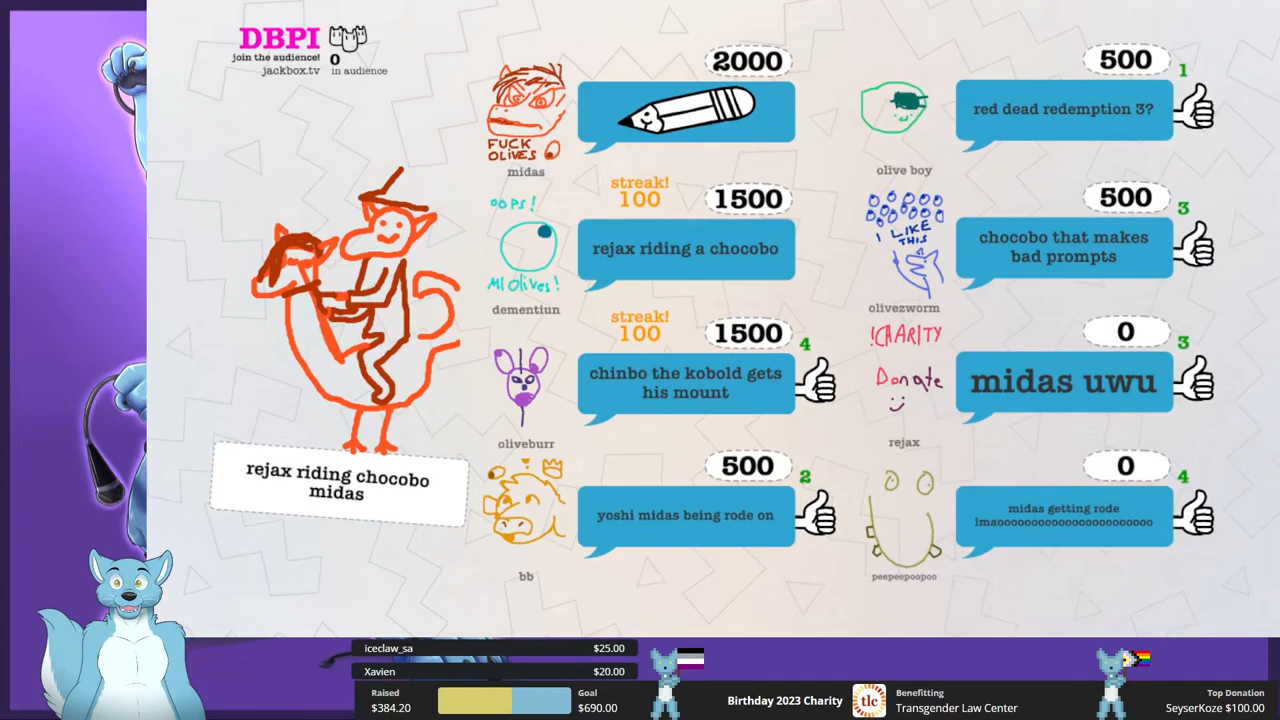 DBPI
join the audience!
jackbox.tv
0
in audience
rejax riding chocobo
midas
2000
FUCK
OLIVES
midas
streak!
100
1500
OOPS!
MI OLives!
rejax riding a chocobo
dementiun
streak!
100
1500
4
chinbo the kobold gets
his mount
oliveburr
500
2
yoshi midas being rode on
bb
500
1
red dead redemption 3?
olive boy
500
3
I LIKE
THIS
chocobo that makes
bad prompts
olivezworm
0
3
!CHARITY
Donate
midas uwu
rejax
0
4
midas getting rode
lmaooooooooooooooooooooooo
peepeepoopoo
iceclaw_sa $25.00
Xavien $20.00
Raised
$384.20
Goal
$690.00
Birthday 2023 Charity
tlc
Benefitting
Transgender Law Center
Top Donation
SeyserKoze $100.00